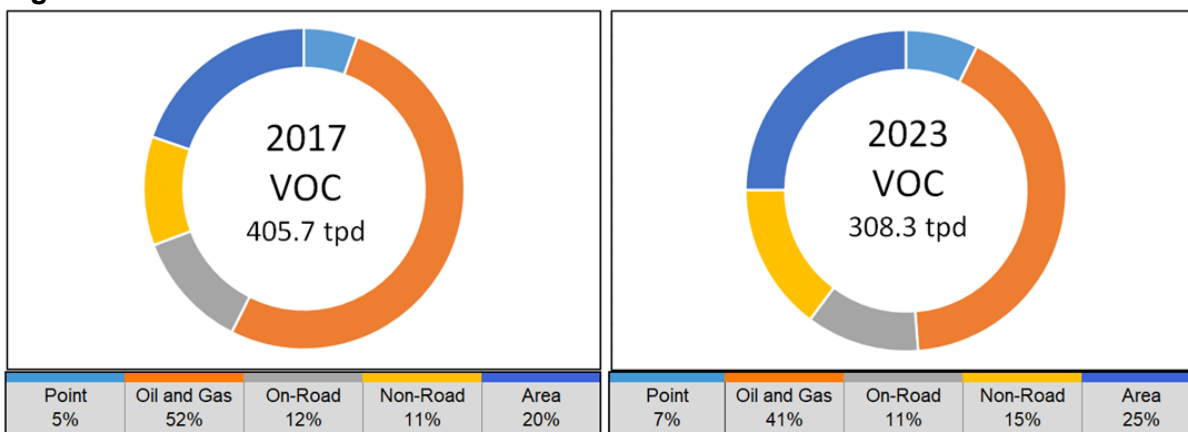 2017
VOC
405.7 tpd
2023
VOC
308.3 tpd
Point Oil and Gas On-Road Non-Road Area
5% 52% 12% 11% 20%
Point Oil and Gas On-Road Non-Road Area
7% 41% 11% 15% 25%